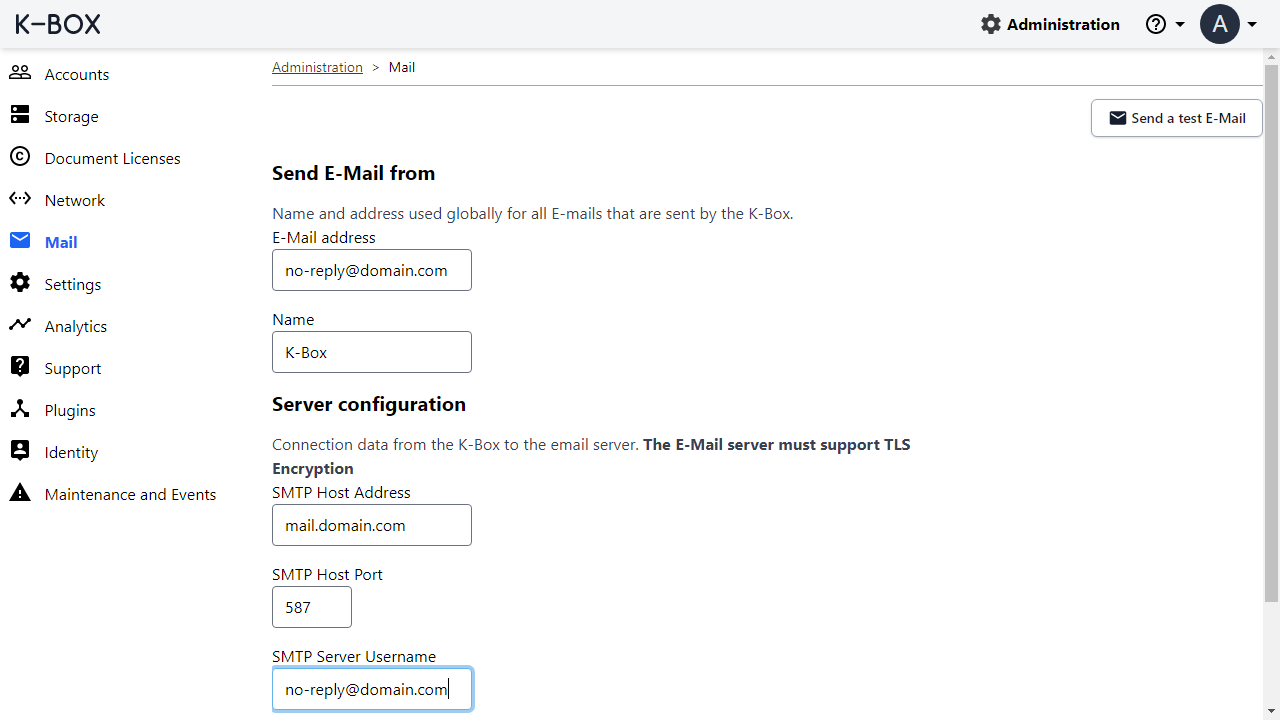 K-BOX
Administration
A
Accounts
Storage
Document Licenses
Network
Mail
Settings
Analytics
Support
Plugins
Identity
Maintenance and Events
Administration > Mail
Send a test E-Mail
Send E-Mail from
Name and address used globally for all E-mails that are sent by the K-Box.
E-Mail address
no-reply@domain.com
Name
K-Box
Server configuration
Connection data from the K-Box to the email server. The E-Mail server must support TLS
Encryption
SMTP Host Address
mail.domain.com
SMTP Host Port
587
SMTP Server Username
no-reply@domain.com